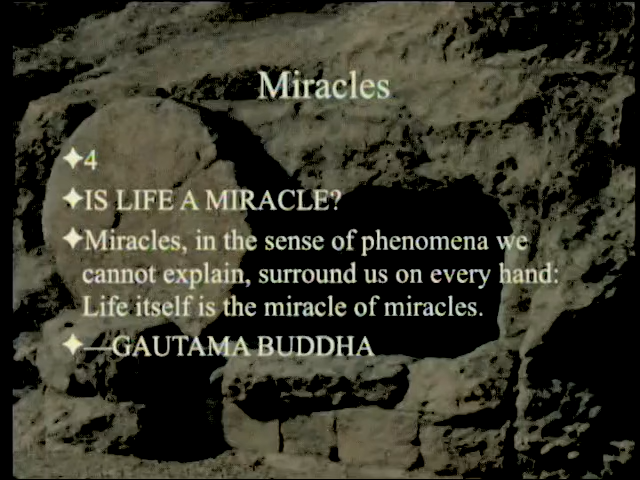 Miracles
✦4
✦IS LIFE A MIRACLE?
✦Miracles, in the sense of phenomena we
cannot explain, surround us on every hand:
Life itself is the miracle of miracles.
✦—GAUTAMA BUDDHA